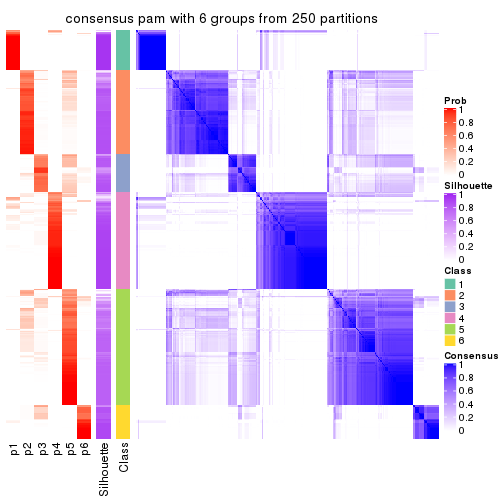 consensus pam with 6 groups from 250 partitions
Prob
1
0.8
0.6
0.4
0.2
0
Silhouette
1
0.8
0.6
0.4
0.2
0
Class
1
2
3
4
5
6
Consensus
1
0.8
0.6
0.4
0.2
0
p1
p2
p3
p4
p5
p6
Silhouette
Class